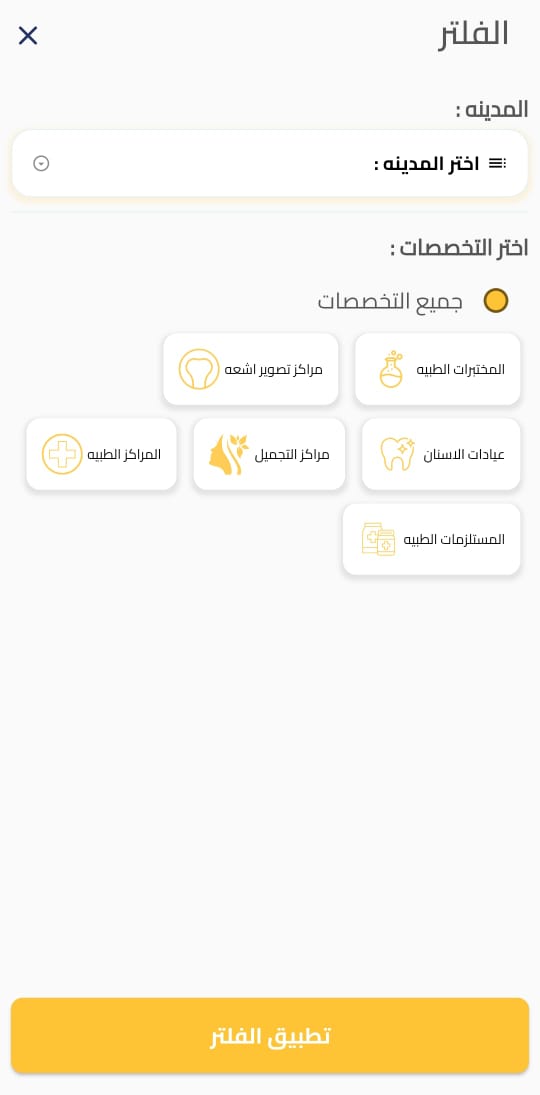 الفلتر
المدينه :
اختر المدينه :
اختر التخصصات :
جميع التخصصات
المختبرات الطبيه
مراكز تصوير اشعه
عيادات الاسنان
مراكز التجميل
المراكز الطبيه
المستلزمات الطبيه
تطبيق الفلتر